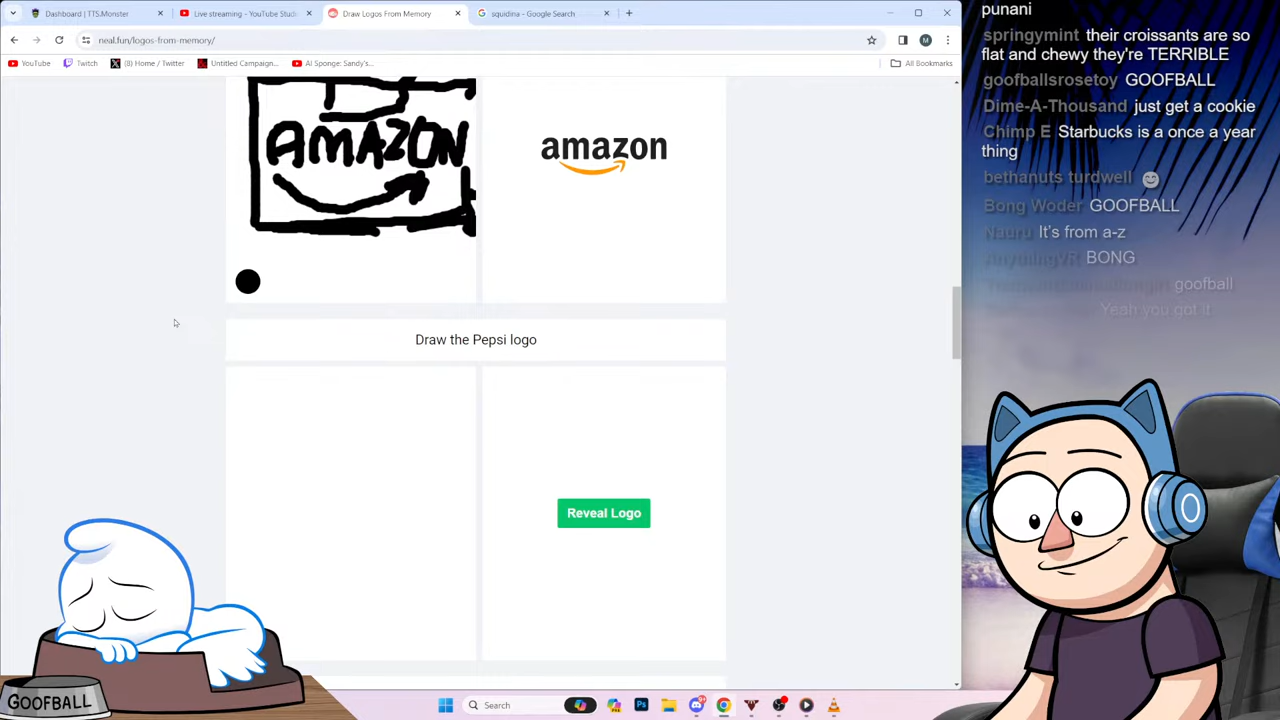 Dashboard | TTS.Monster
Live streaming - YouTube Stud
Draw Logos From Memory
squidina - Google Search
neal.fun/logos-from-memory/
YouTube
Twitch
(8) Home / Twitter
Untitled Campaign...
AI Sponge: Sandy's...
All Bookmarks
AMAZON
amazon
Draw the Pepsi logo
Reveal Logo
GOOFBALL
Search
punani
springymint their croissants are so
flat and chewy they're TERRIBLE
goofballsrosetoy GOOFBALL
Dime-A-Thousand just get a cookie
Chimp E Starbucks is a once a year
thing
bethanuts turdwell
Bong Woder GOOFBALL
Nauru It's from a-z
AnythingVR BONG
goofball
Yeah you got it